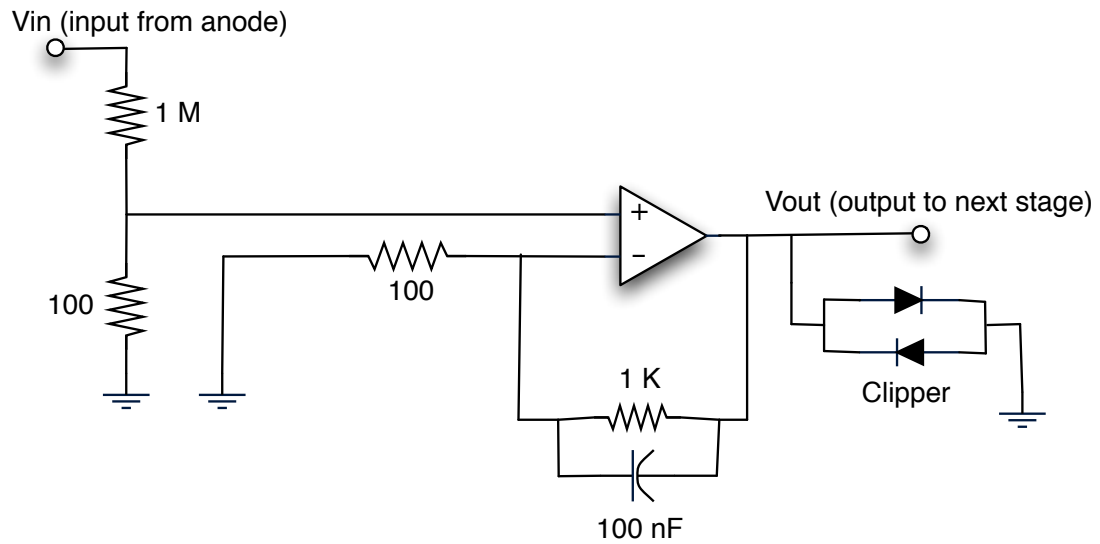 Vin (input from anode)
1 M
+
Vout (output to next stage)
−
100
100
1 K
Clipper
100 nF